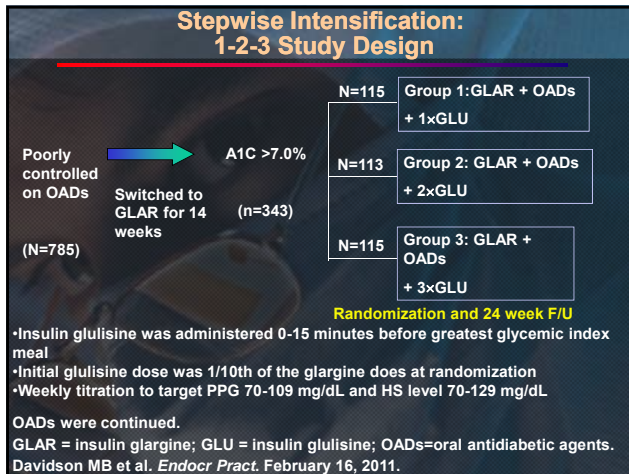 Stepwise Intensification:
1-2-3 Study Design
Poorly
controlled
on OADs
(N=785)
Switched to
GLAR for 14
weeks
A1C >7.0%
(n=343)
N=115
Group 1:GLAR + OADs
+ 1×GLU
N=113
Group 2: GLAR + OADs
+ 2×GLU
N=115
Group 3: GLAR +
OADs
+ 3×GLU
Randomization and 24 week F/U
•Insulin glulisine was administered 0-15 minutes before greatest glycemic index
meal
•Initial glulisine dose was 1/10th of the glargine does at randomization
•Weekly titration to target PPG 70-109 mg/dL and HS level 70-129 mg/dL
OADs were continued.
GLAR = insulin glargine; GLU = insulin glulisine; OADs=oral antidiabetic agents.
Davidson MB et al. Endocr Pract. February 16, 2011.